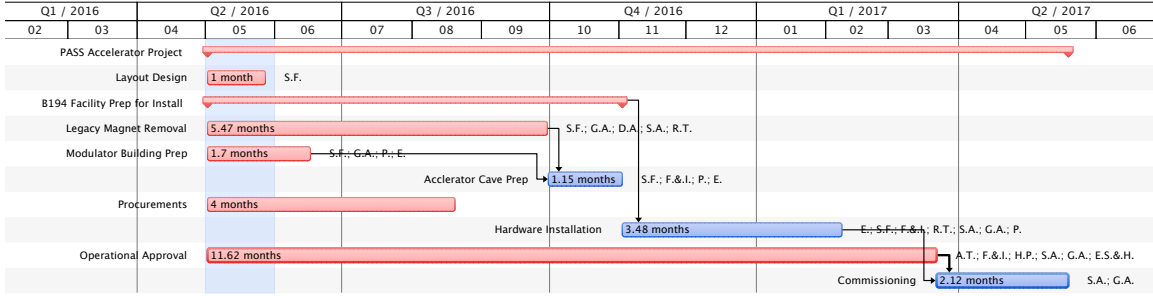 Q1 / 2016 Q2 / 2016 Q3 / 2016 Q4 / 2016 Q1 / 2017 Q2 / 2017
02 03 04 05 06 07 08 09 10 11 12 01 02 03 04 05 06
PASS Accelerator Project
Layout Design 1 month S.F.
B194 Facility Prep for Install
Legacy Magnet Removal 5.47 months S.F.; G.A.; D.A.; S.A.; R.T.
Modulator Building Prep 1.7 months S.F.; G.A.; P.; E.
Acclerator Cave Prep 1.15 months S.F.; F.&.I.; P.; E.
Procurements 4 months
Hardware Installation 3.48 months E.; S.F.; F.&.I.; R.T.; S.A.; G.A.; P.
Operational Approval 11.62 months A.T.; F.&I.; H.P.; S.A.; G.A.; E.S.&.H.
Commissioning 2.12 months S.A.; G.A.